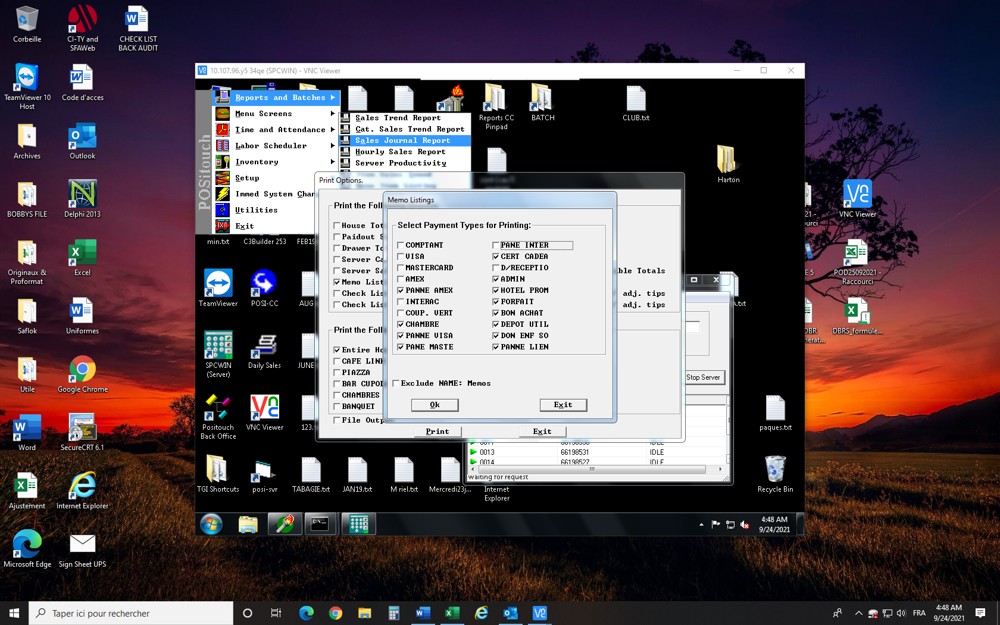 Corbeille
CI-TY and
SFAWeb
CHECK LIST
BACK AUDIT
TeamViewer 10
Host
Code d'acces
Archives
Outlook
BOBBYS FILE
Delphi 2013
Originaux &
Proformat
Excel
Saflok
Uniformes
Utile
Google Chrome
Word
SecureCRT 6.1
Ajustement
Internet Explorer
Microsoft Edge
Sign Sheet UPS
10.107.96.y5 34qe (SPCWIN) - VNC Viewer
POSitouch
Reports and Batches
Menu Screens
Time and Attendance
Labor Scheduler
Inventory
Setup
Immed System Chan
Utilities
Exit
Sales Trend Report
Cat. Sales Trend Report
Sales Journal Report
Hourly Sales Report
Server Productivity
Reports CC
Pinpad
BATCH
CLUB.txt
Harton
min.txt
C3Builder 253
FEB19
TeamViewer
POSI-CC
AUG
SPCWIN
(Server)
Daily Sales
JUNE
Positouch
Back Office
VNC Viewer
123.
TGI Shortcuts
posi-svr
TABAGIE.txt
JAN19.txt
M riel.txt
Mercredi23j...
Internet
Explorer
paques.txt
Recycle Bin
Print Options.
Print the Foll
House Tot
Paidout S
Drawer To
Server Ca
Server Sa
Memo List
Check Lis
Check Lis
ble Totals
adj. tips
adj. tips
Print the Foll
Entire Ho
CAFE LINH
PIAZZA
BAR CUPOL
CHAMBRES
BANQUET
File Outp
Print
Exit
Memo Listings
Select Payment Types for Printing:
COMPTANT
VISA
MASTERCARD
AMEX
PANNE AMEX
INTERAC
COUP. VERT
CHAMBRE
PANNE VISA
PANE MASTE
PANE INTER
CERT CADEA
D/RECEPTIO
ADMIN
HOTEL PROM
FORFAIT
BON ACHAT
DEPOT UTIL
DON ENF SO
PANNE LIEN
Exclude NAME: Memos
Ok
Exit
Stop Server
0013 66198531 IDLE
0014 66198527 IDLE
Waiting for request
4:48 AM
9/24/2021
VNC Viewer
POD25092021 -
Raccourci
DBRS_formule...
Taper ici pour rechercher
FRA
4:48 AM
9/24/2021